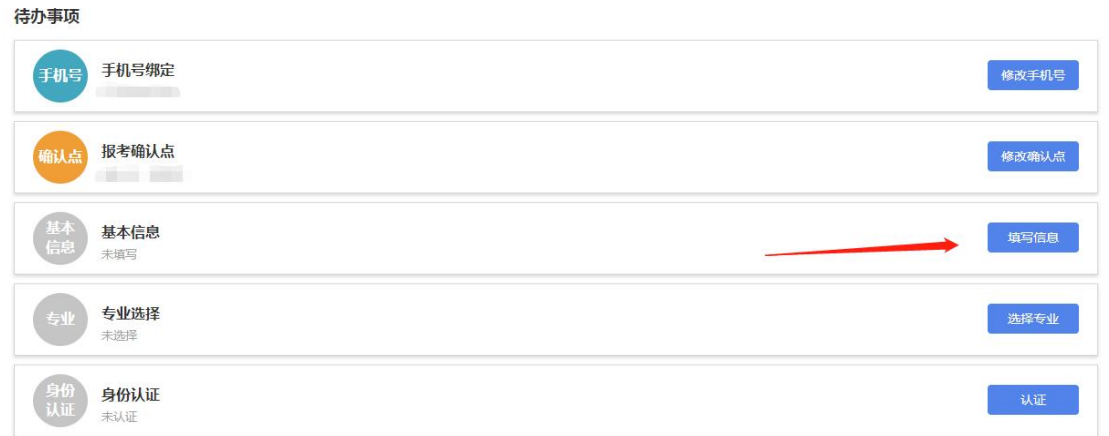 待办事项
手机号
手机号绑定
修改手机号
确认点
报考确认点
修改确认点
基本
信息
基本信息
未填写
填写信息
专业
专业选择
未选择
选择专业
身份
认证
身份认证
未认证
认证